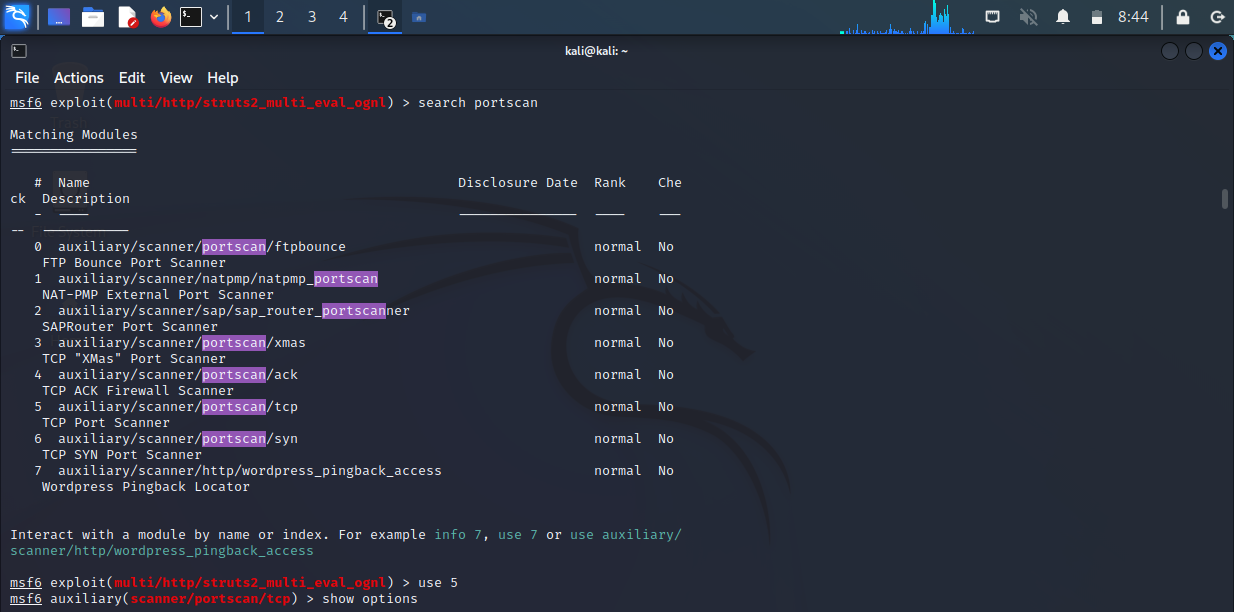 1 2 3 4 2 8:44
kali@kali: ~
File Actions Edit View Help
msf6 exploit(multi/http/struts2_multi_eval_ognl) > search portscan
Matching Modules
================
# Name Disclosure Date Rank Che
ck Description
- ---- --------------- ---- ---
-- -----------
0 auxiliary/scanner/portscan/ftpbounce normal No
FTP Bounce Port Scanner
1 auxiliary/scanner/natpmp/natpmp_portscan normal No
NAT-PMP External Port Scanner
2 auxiliary/scanner/sap/sap_router_portscanner normal No
SAPRouter Port Scanner
3 auxiliary/scanner/portscan/xmas normal No
TCP "XMas" Port Scanner
4 auxiliary/scanner/portscan/ack normal No
TCP ACK Firewall Scanner
5 auxiliary/scanner/portscan/tcp normal No
TCP Port Scanner
6 auxiliary/scanner/portscan/syn normal No
TCP SYN Port Scanner
7 auxiliary/scanner/http/wordpress_pingback_access normal No
Wordpress Pingback Locator
Interact with a module by name or index. For example info 7, use 7 or use auxiliary/
scanner/http/wordpress_pingback_access
msf6 exploit(multi/http/struts2_multi_eval_ognl) > use 5
msf6 auxiliary(scanner/portscan/tcp) > show options